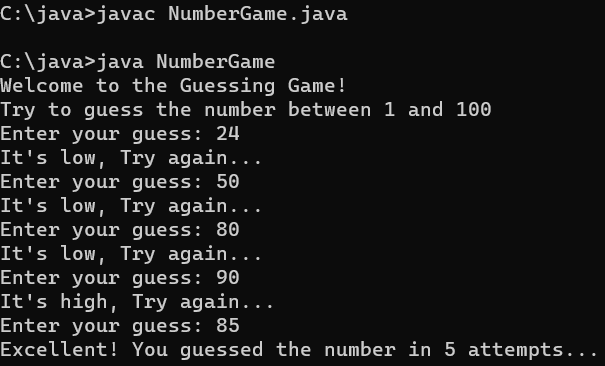 C:\java>javac NumberGame.java
C:\java>java NumberGame
Welcome to the Guessing Game!
Try to guess the number between 1 and 100
Enter your guess: 24
It's low, Try again...
Enter your guess: 50
It's low, Try again...
Enter your guess: 80
It's low, Try again...
Enter your guess: 90
It's high, Try again...
Enter your guess: 85
Excellent! You guessed the number in 5 attempts...